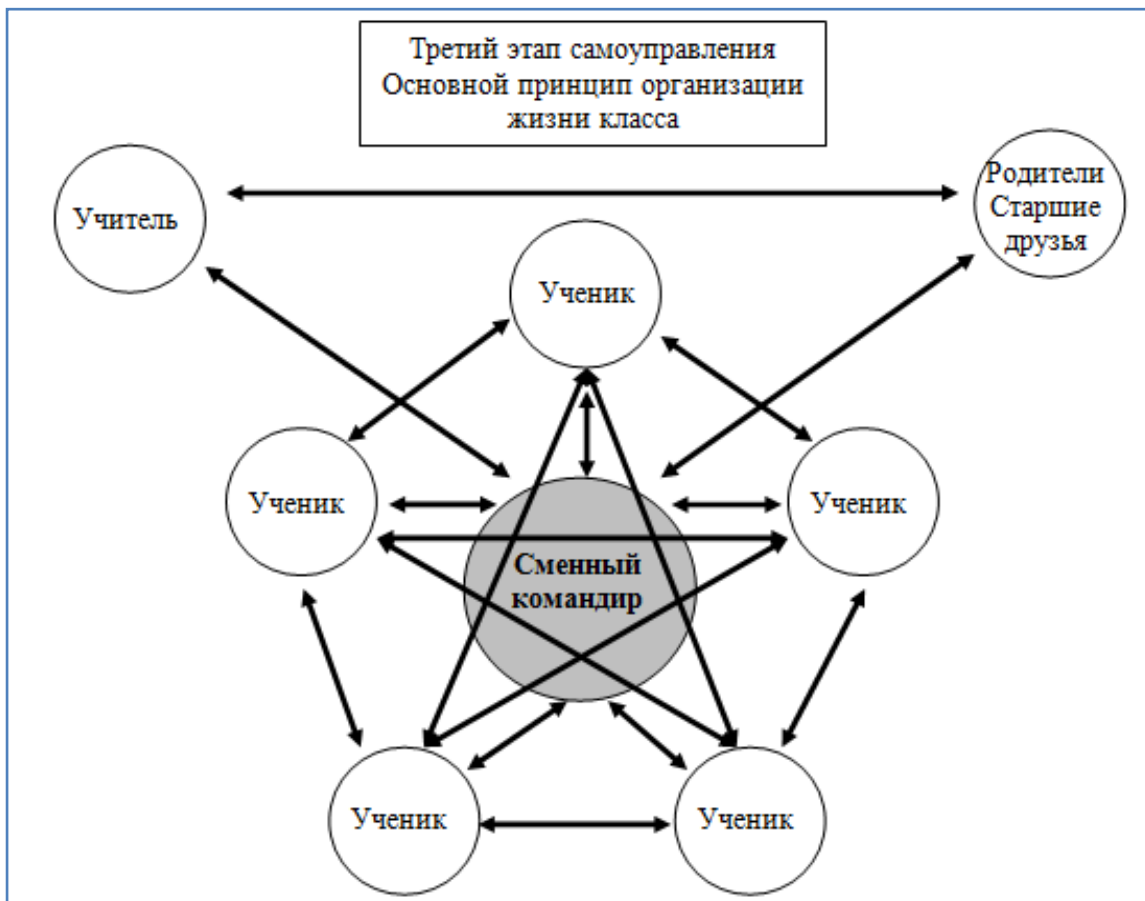 Третий этап самоуправления
Основной принцип организации
жизни класса
Учитель
Родители
Старшие
друзья
Ученик
Ученик
Ученик
Сменный
командир
Ученик
Ученик